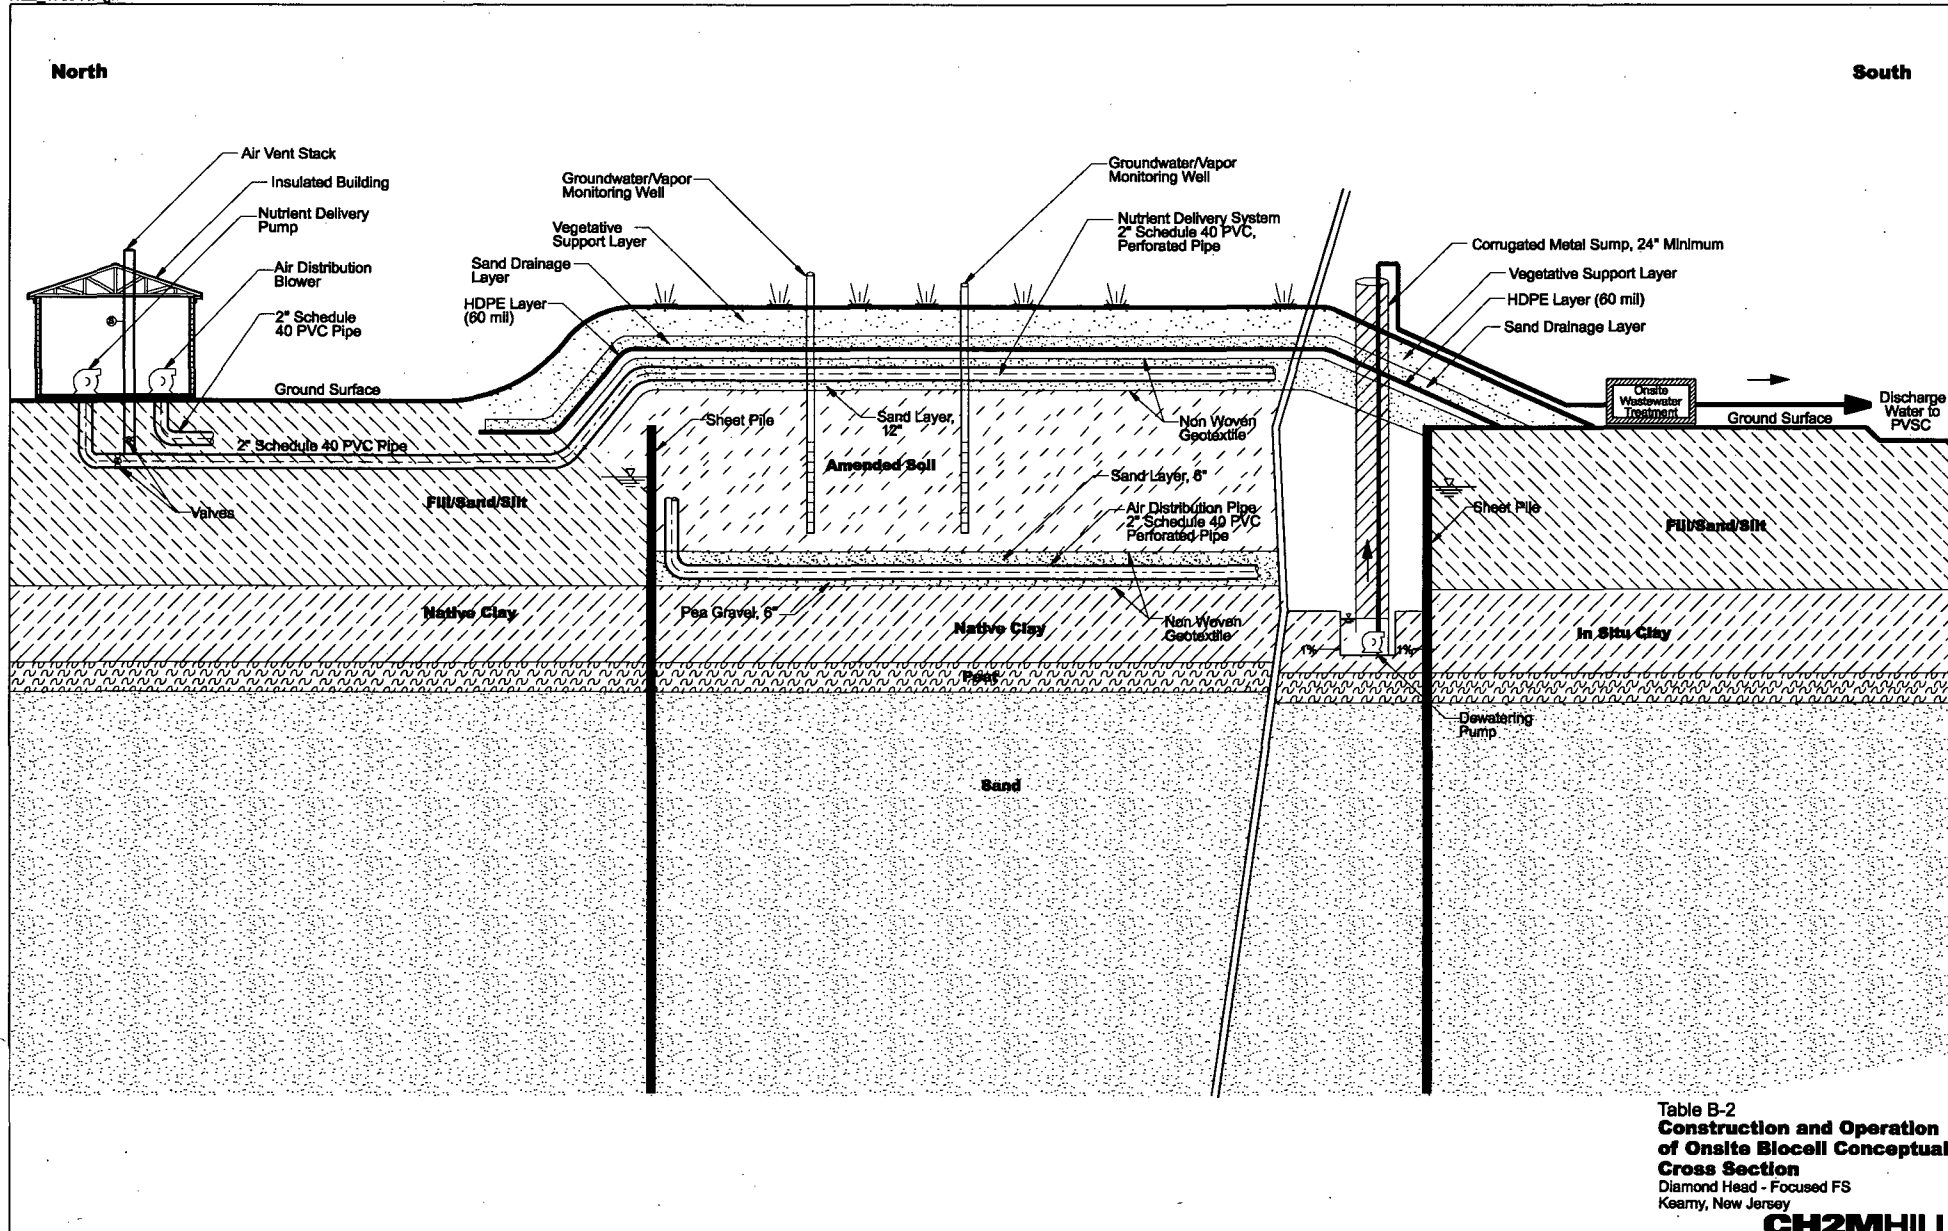 North
South
Air Vent Stack
Insulated Building
Nutrient Delivery
Pump
Air Distribution
Blower
2" Schedule
40 PVC Pipe
Ground Surface
2" Schedule 40 PVC Pipe
Valves
Fill/Sand/Silt
Native Clay
Groundwater/Vapor
Monitoring Well
Vegetative
Support Layer
Sand Drainage
Layer
HDPE Layer
(60 mil)
Sheet Pile
Sand Layer,
12"
Amended Soil
Groundwater/Vapor
Monitoring Well
Nutrient Delivery System
2" Schedule 40 PVC,
Perforated Pipe
Non Woven
Geotextile
Sand Layer, 6"
Air Distribution Pipe
2" Schedule 40 PVC
Perforated Pipe
Pea Gravel, 6"
Native Clay
Non Woven
Geotextile
Peat
Sand
Corrugated Metal Sump, 24" Minimum
Vegetative Support Layer
HDPE Layer (60 mil)
Sand Drainage Layer
Onsite
Wastewater
Treatment
Ground Surface
Discharge
Water to
PVSC
Sheet Pile
Fill/Sand/Silt
In Situ Clay
1%
1%
Dewatering
Pump
Table B-2
Construction and Operation
of Onsite Biocell Conceptual
Cross Section
Diamond Head - Focused FS
Kearny, New Jersey
CH2MHILL